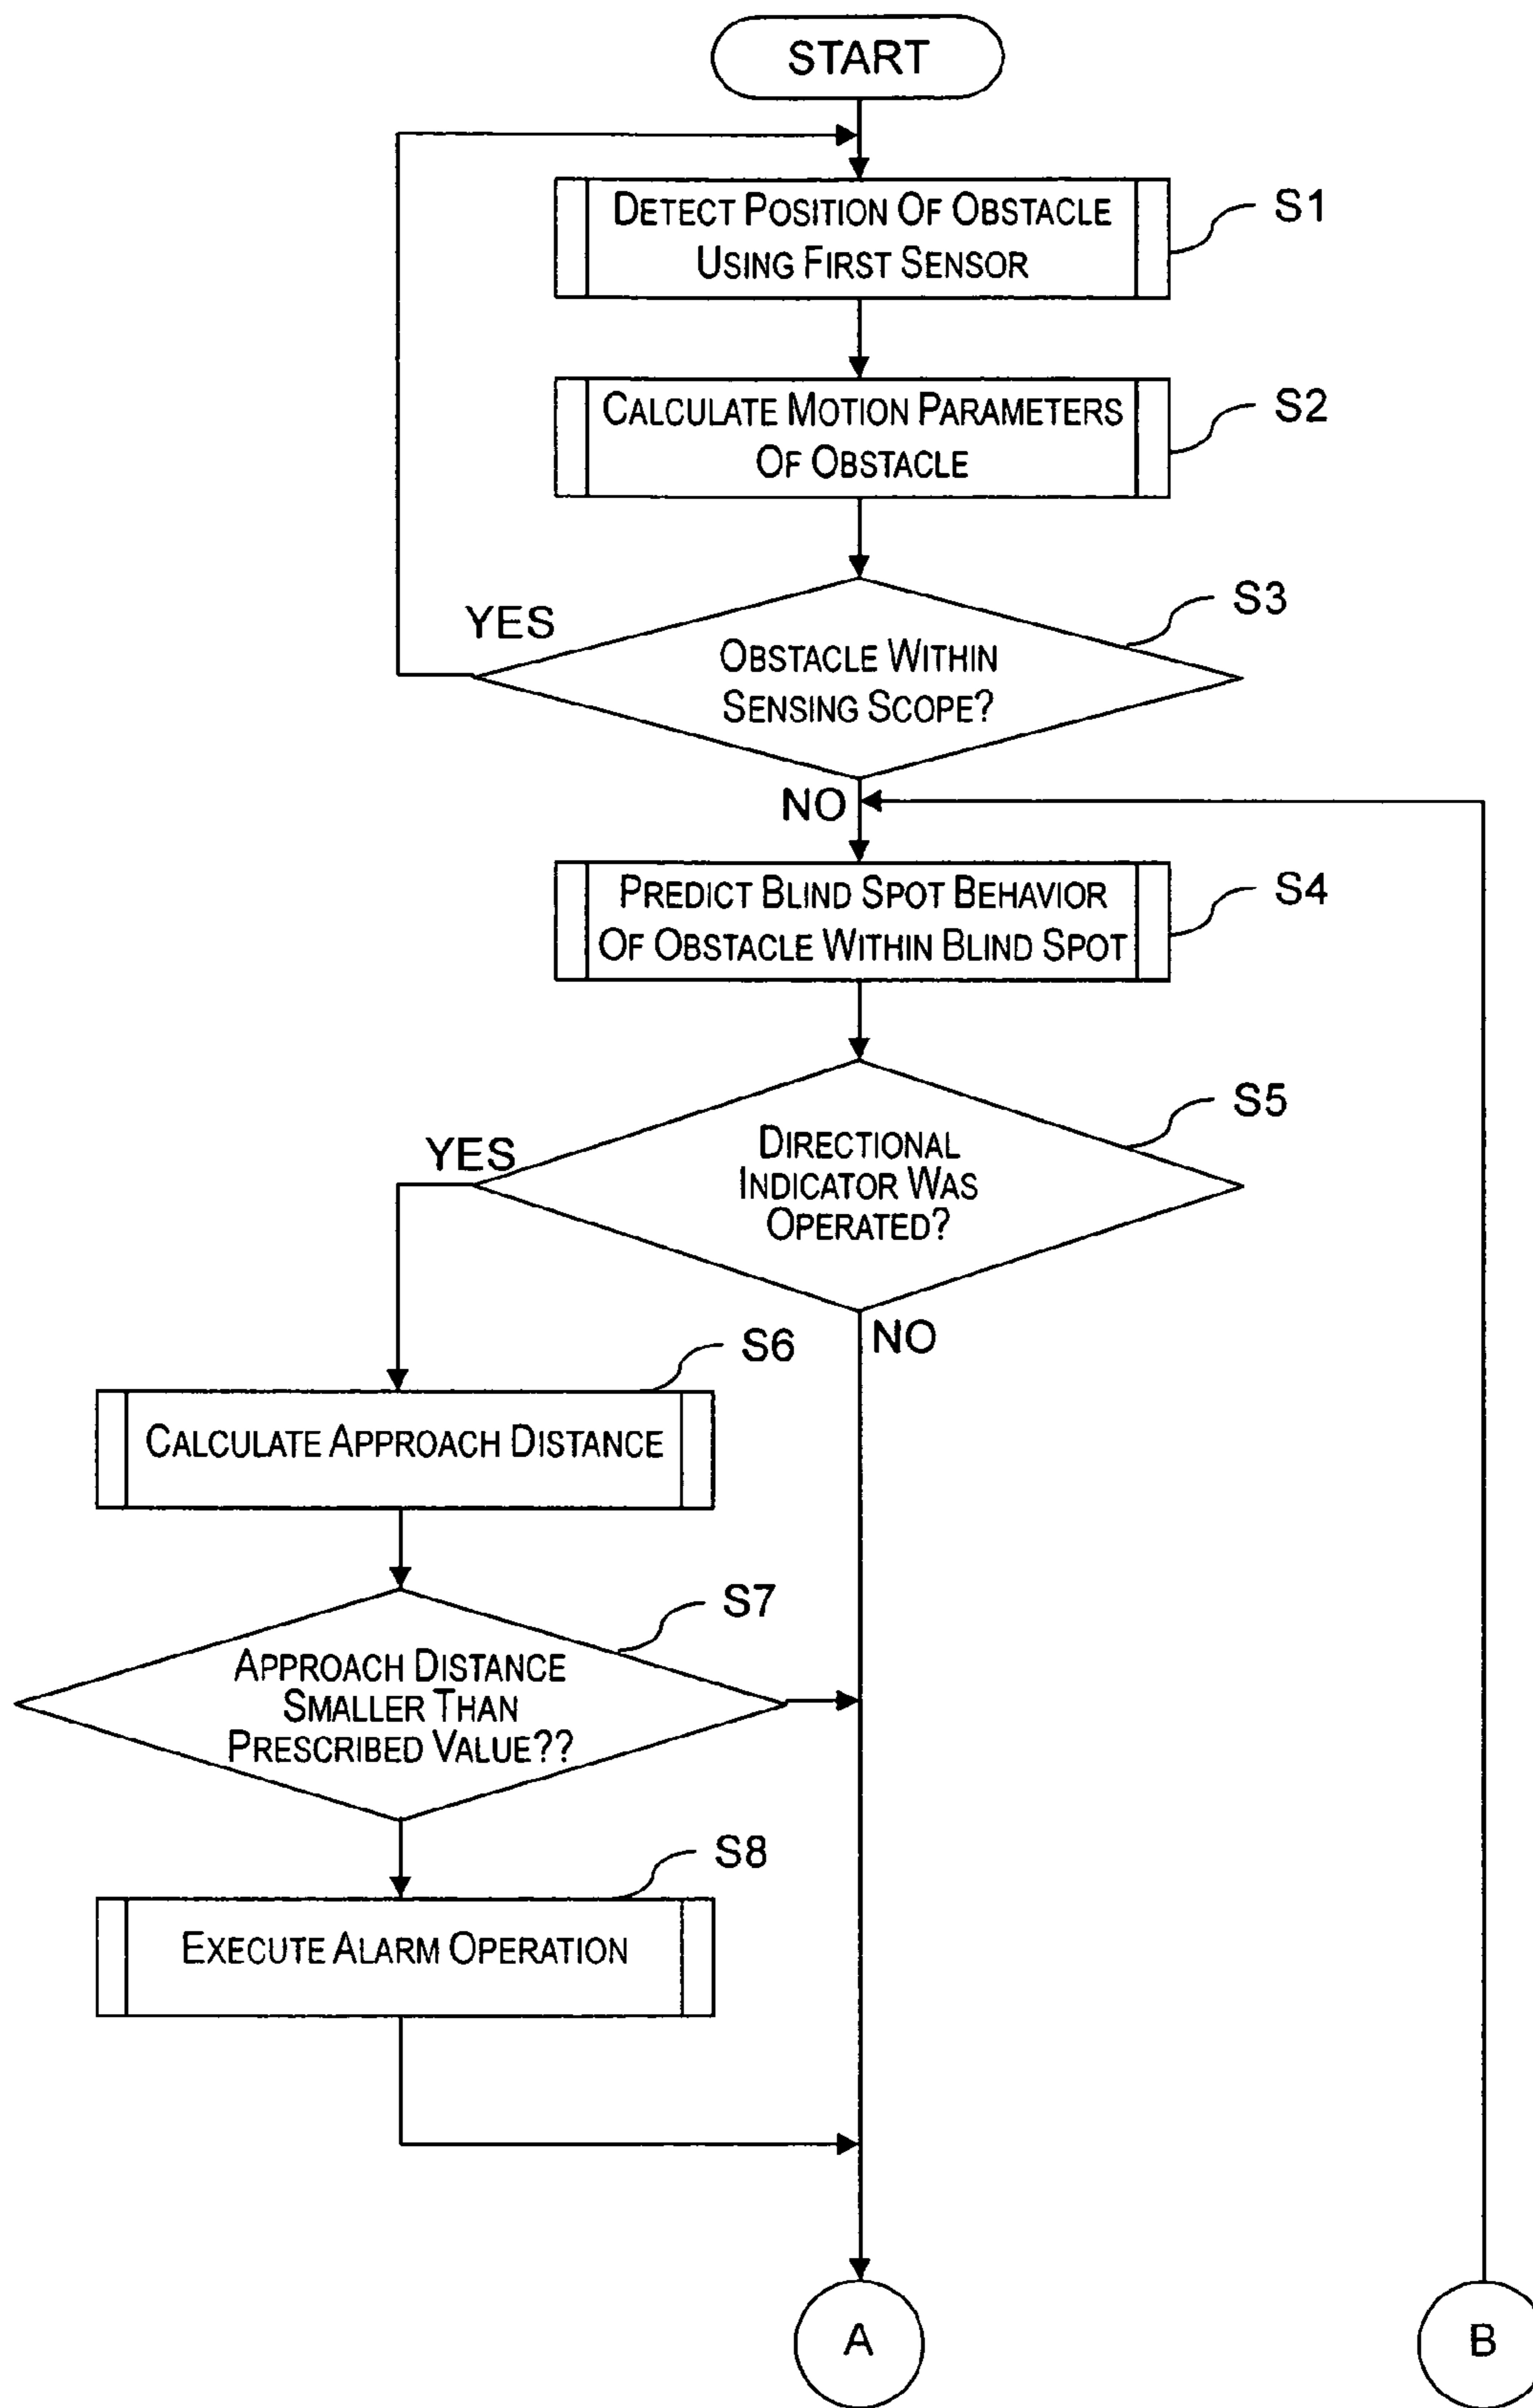 START
DETECT POSITION OF OBSTACLE
USING FIRST SENSOR
S1
CALCULATE MOTION PARAMETERS
OF OBSTACLE
S2
S3
YES
OBSTACLE WITHIN
SENSING SCOPE?
NO
PREDICT BLIND SPOT BEHAVIOR
OF OBSTACLE WITHIN BLIND SPOT
S4
S5
YES
DIRECTIONAL
INDICATOR WAS
OPERATED?
NO
S6
CALCULATE APPROACH DISTANCE
S7
APPROACH DISTANCE
SMALLER THAN
PRESCRIBED VALUE??
S8
EXECUTE ALARM OPERATION
A
B